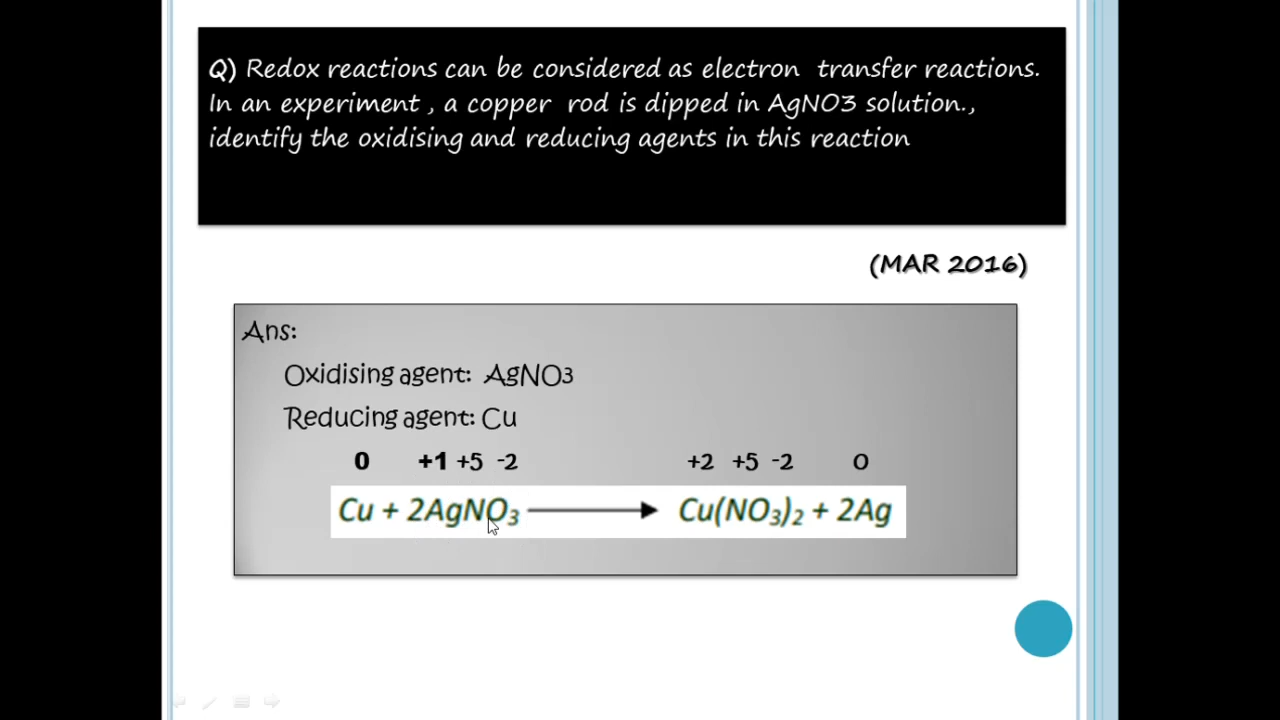 Q) Redox reactions can be considered as electron transfer reactions.
In an experiment , a copper rod is dipped in AgNO3 solution.,
identify the oxidising and reducing agents in this reaction
(MAR 2016)
Ans:
Oxidising agent: AgNO3
Reducing agent: Cu
0 +1 +5 -2 +2 +5 -2 0
Cu + 2AgNO₃ ⟶ Cu(NO₃)₂ + 2Ag